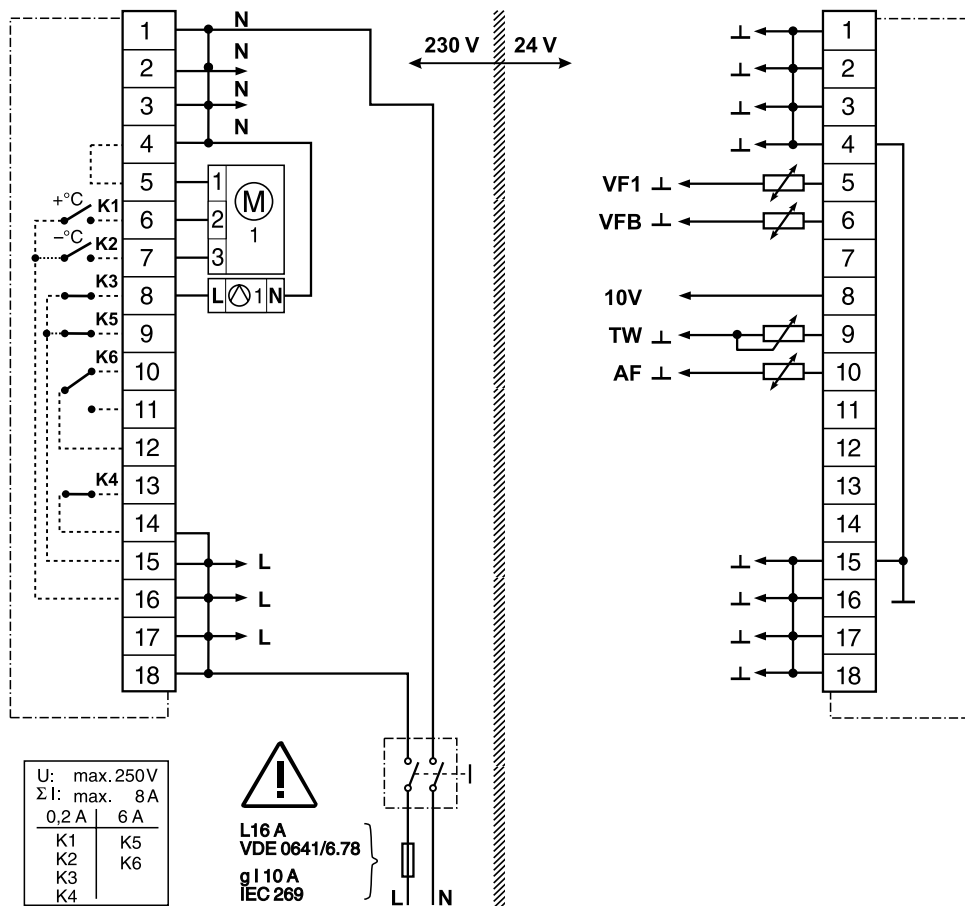 1 N 1
230 V 24 V
2 N 2
3 N 3
4 N 4
5 1 M VF1 5
+°C K1 6 2 1 VFB 6
–°C K2 7 3 7
K3 8 L 1 N 10V 8
K5 9 TW 9
K6 10 AF 10
11 11
12 12
K4 13 13
14 14
15 L 15
16 L 16
17 L 17
18 18
U: max. 250 V
Σ I: max. 8 A
0,2 A 6 A
K1 K5
K2 K6
K3
K4
!
L16 A
VDE 0641/6.78
g I 10 A
IEC 269
L N